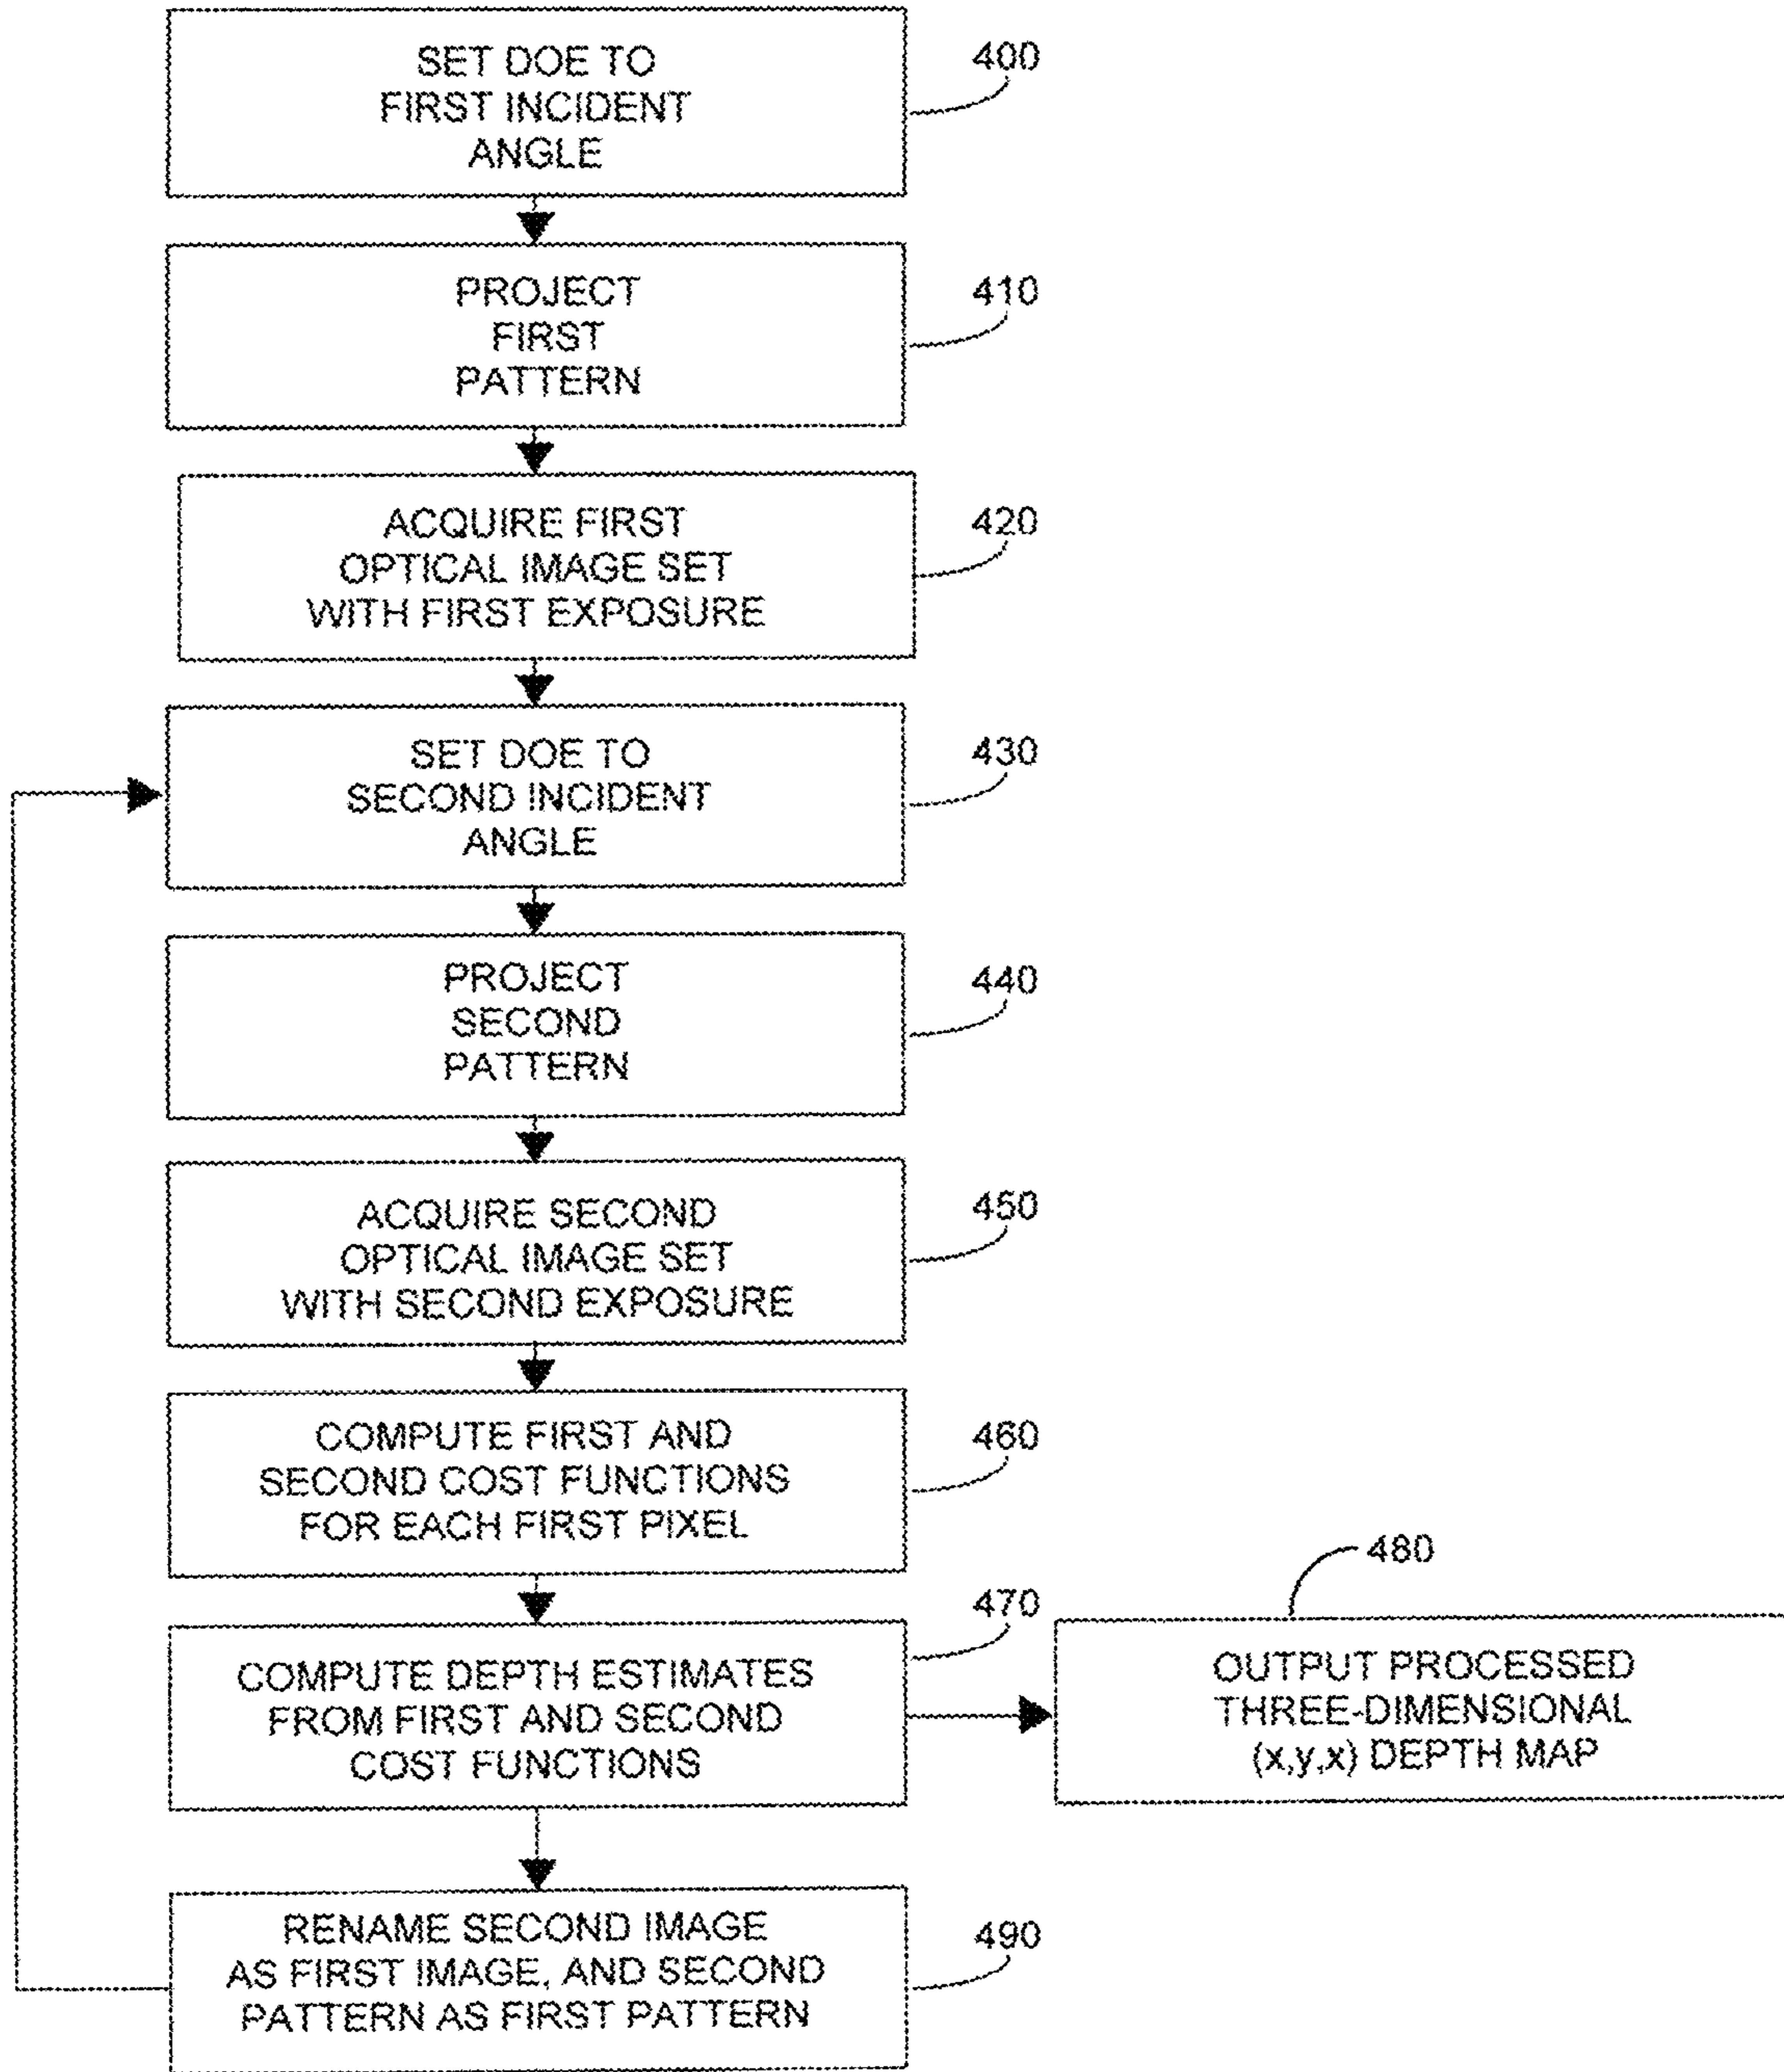 SET DOE TO
FIRST INCIDENT
ANGLE
400
PROJECT
FIRST
PATTERN
410
ACQUIRE FIRST
OPTICAL IMAGE SET
WITH FIRST EXPOSURE
420
SET DOE TO
SECOND INCIDENT
ANGLE
430
PROJECT
SECOND
PATTERN
440
ACQUIRE SECOND
OPTICAL IMAGE SET
WITH SECOND EXPOSURE
450
COMPUTE FIRST AND
SECOND COST FUNCTIONS
FOR EACH FIRST PIXEL
460
COMPUTE DEPTH ESTIMATES
FROM FIRST AND SECOND
COST FUNCTIONS
470
480
OUTPUT PROCESSED
THREE-DIMENSIONAL
(x,y,x) DEPTH MAP
RENAME SECOND IMAGE
AS FIRST IMAGE, AND SECOND
PATTERN AS FIRST PATTERN
490